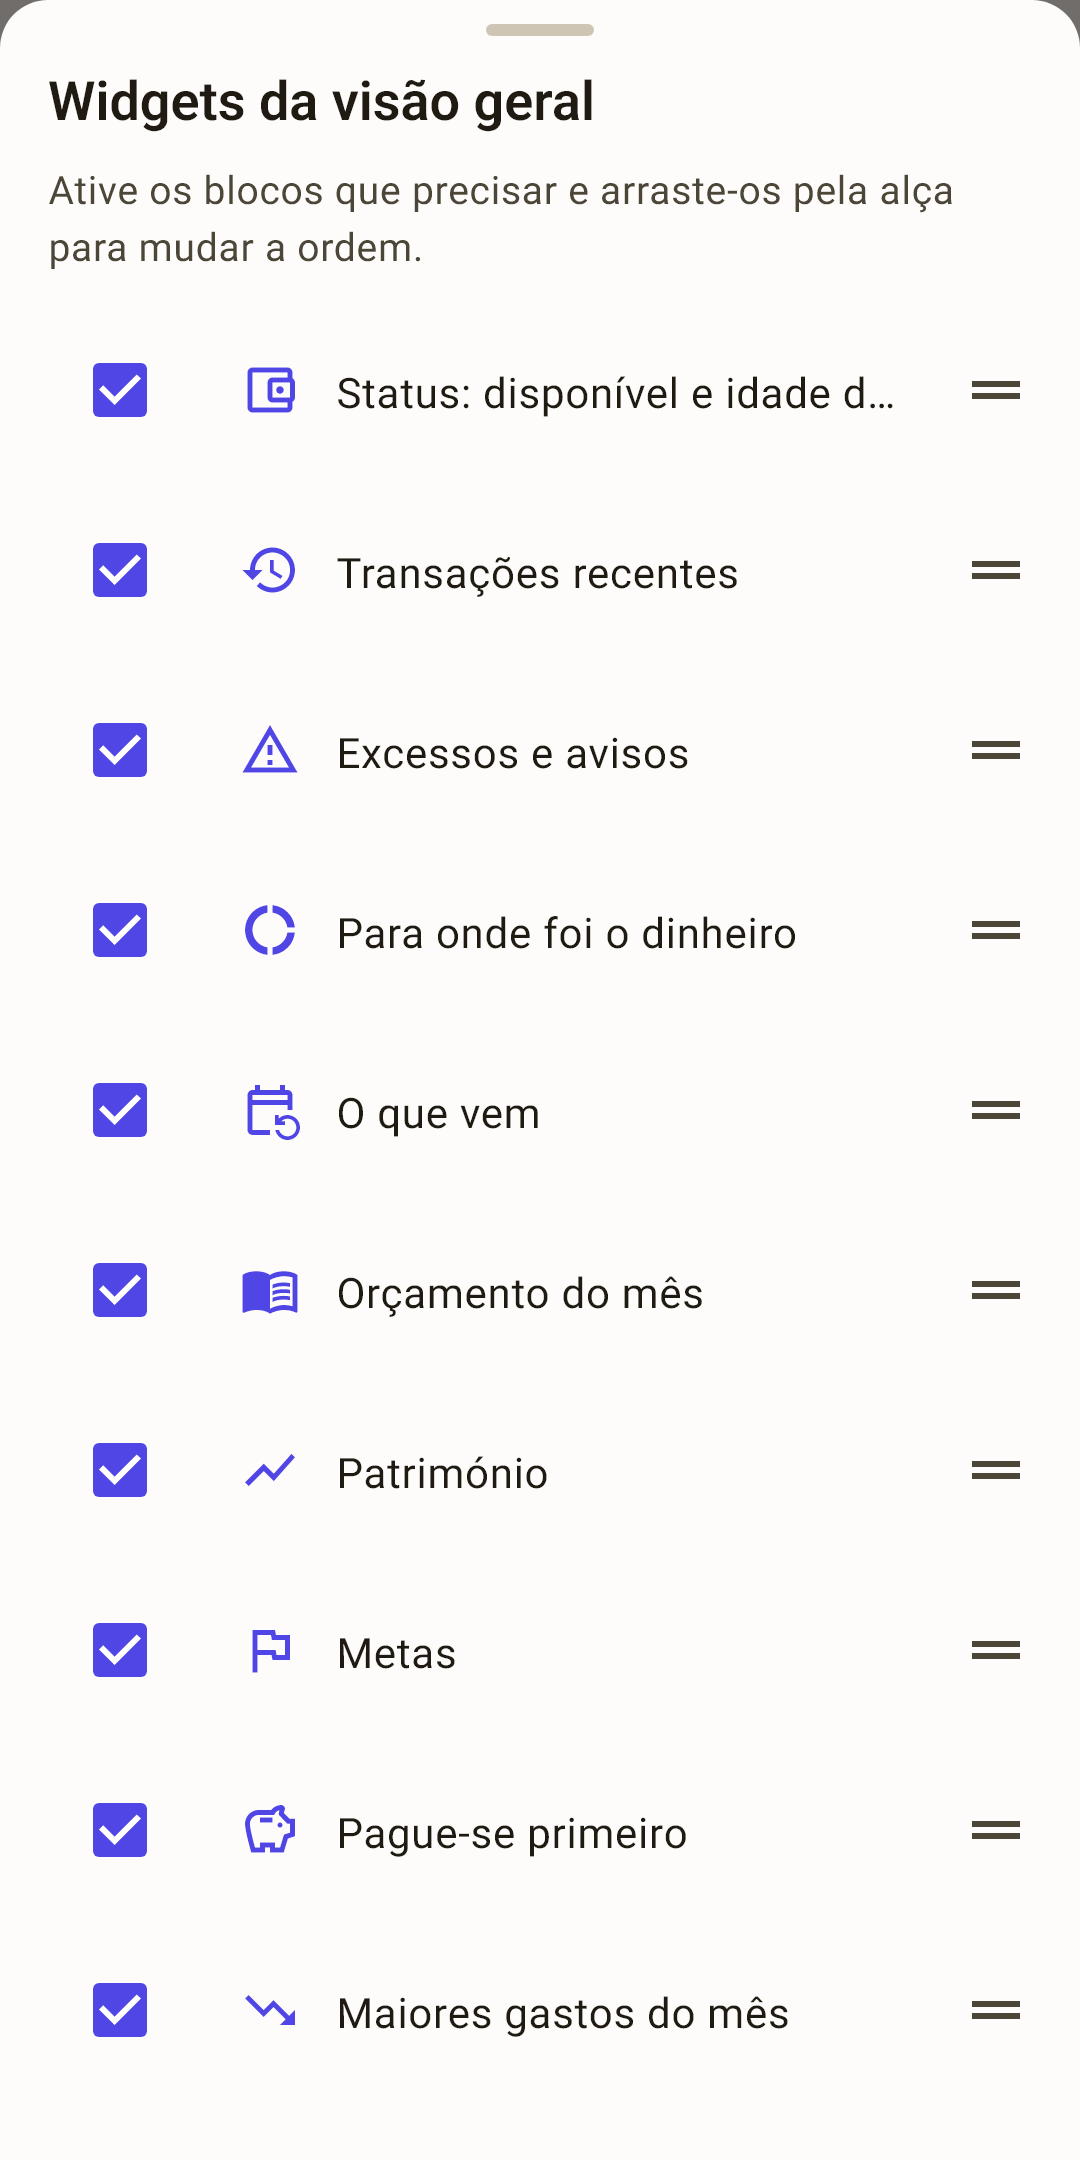 Widgets da visão geral
Ative os blocos que precisar e arraste-os pela alça
para mudar a ordem.
Status: disponível e idade d…
Transações recentes
Excessos e avisos
Para onde foi o dinheiro
O que vem
Orçamento do mês
Património
Metas
Pague-se primeiro
Maiores gastos do mês